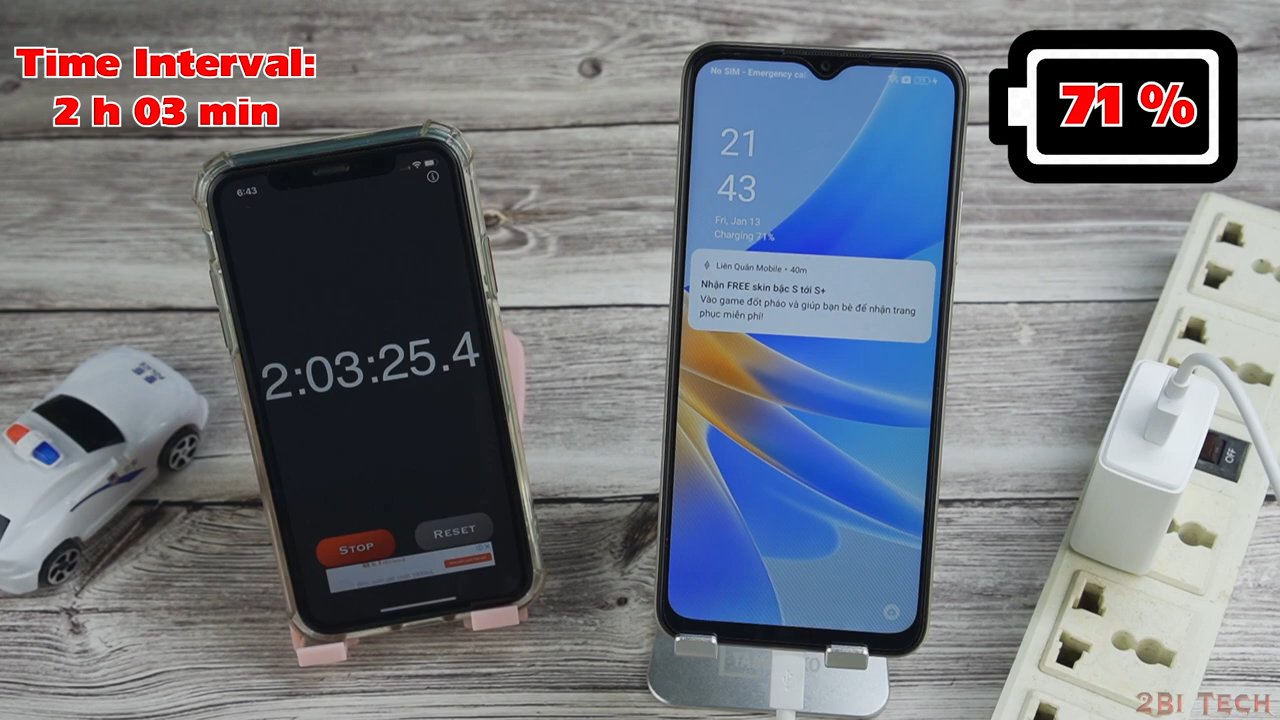 Time Interval:
2 h 03 min
71 %
6:43
2:03:25.4
STOP
RESET
No SIM - Emergency cal
21
43
Fri, Jan 13
Charging 71%
Liên Quân Mobile • 40m
Nhận FREE skin bậc S tới S+
Vào game đốt pháo và giúp bạn bè để nhận trang
phục miễn phí!
OFF
2Bi Tech